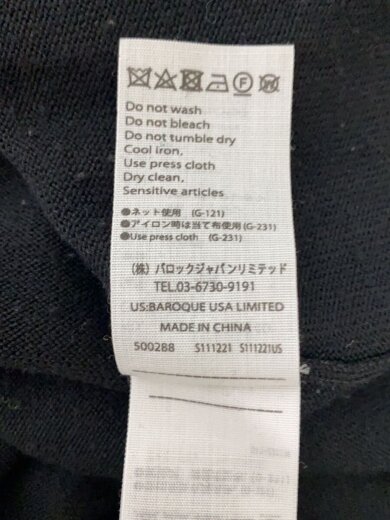 Do not wash
Do not bleach
Do not tumble dry
Cool iron,
Use press cloth
Dry clean,
Sensitive articles
●ネット使用 (G-121)
●アイロン時は当て布使用(G-231)
●Use press cloth (G-231)
(株) バロックジャパンリミテッド
TEL.03-6730-9191
US:BAROQUE USA LIMITED
MADE IN CHINA
500288 S111221 S111221US